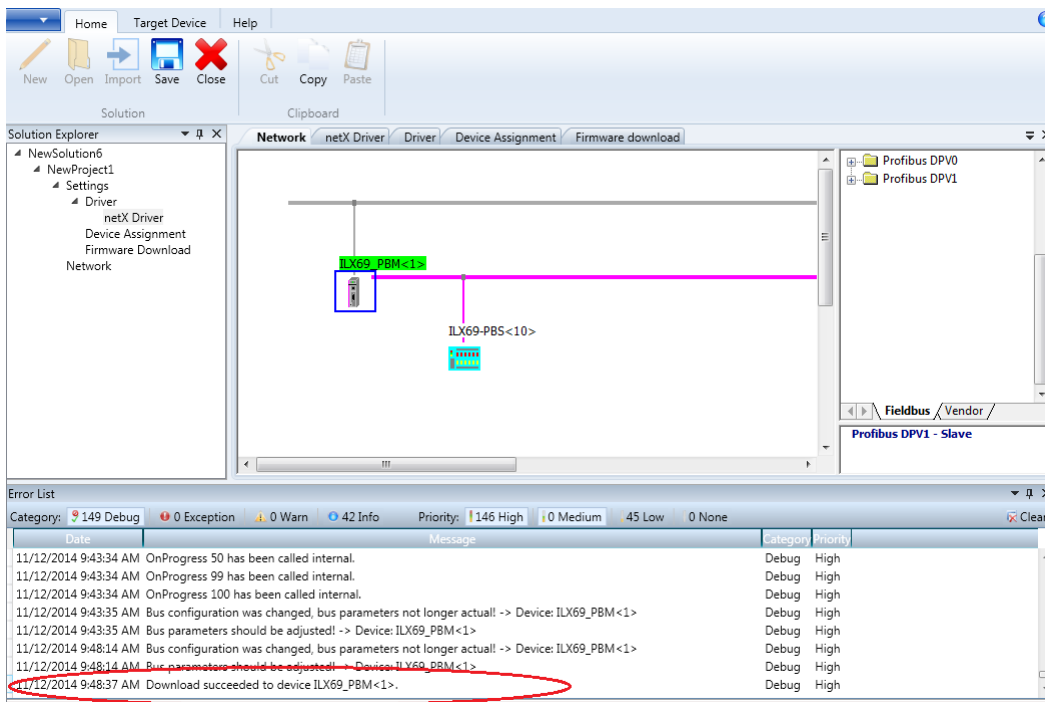 Home Target Device Help
New Open Import Save Close Cut Copy Paste
Solution Clipboard
Solution Explorer
NewSolution6
NewProject1
Settings
Driver
netX Driver
Device Assignment
Firmware Download
Network
Network netX Driver Driver Device Assignment Firmware download
ILX69_PBM<1>
ILX69-PBS<10>
Profibus DPV0
Profibus DPV1
Fieldbus Vendor
Profibus DPV1 - Slave
Error List
Category: 149 Debug 0 Exception 0 Warn 42 Info Priority: 146 High 0 Medium 45 Low 0 None Clear
Date Message Category Priority
11/12/2014 9:43:34 AM OnProgress 50 has been called internal. Debug High
11/12/2014 9:43:34 AM OnProgress 99 has been called internal. Debug High
11/12/2014 9:43:34 AM OnProgress 100 has been called internal. Debug High
11/12/2014 9:43:35 AM Bus configuration was changed, bus parameters not longer actual! -> Device: ILX69_PBM<1> Debug High
11/12/2014 9:43:35 AM Bus parameters should be adjusted! -> Device: ILX69_PBM<1> Debug High
11/12/2014 9:48:14 AM Bus configuration was changed, bus parameters not longer actual! -> Device: ILX69_PBM<1> Debug High
11/12/2014 9:48:14 AM Bus parameters should be adjusted! -> Device: ILX69_PBM<1> Debug High
11/12/2014 9:48:37 AM Download succeeded to device ILX69_PBM<1>. Debug High